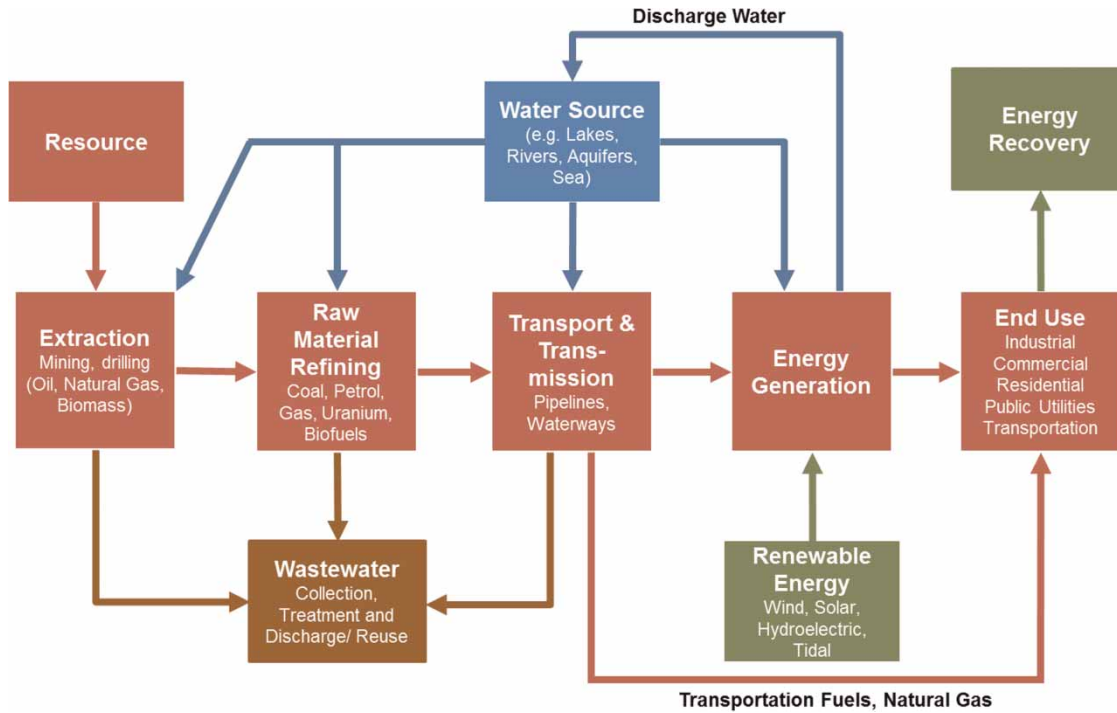 Discharge Water
Resource
Water Source
(e.g. Lakes,
Rivers, Aquifers,
Sea)
Energy
Recovery
Extraction
Mining, drilling
(Oil, Natural Gas,
Biomass)
Raw
Material
Refining
Coal, Petrol,
Gas, Uranium,
Biofuels
Transport &
Trans-
mission
Pipelines,
Waterways
Energy
Generation
End Use
Industrial
Commercial
Residential
Public Utilities
Transportation
Wastewater
Collection,
Treatment and
Discharge/ Reuse
Renewable
Energy
Wind, Solar,
Hydroelectric,
Tidal
Transportation Fuels, Natural Gas